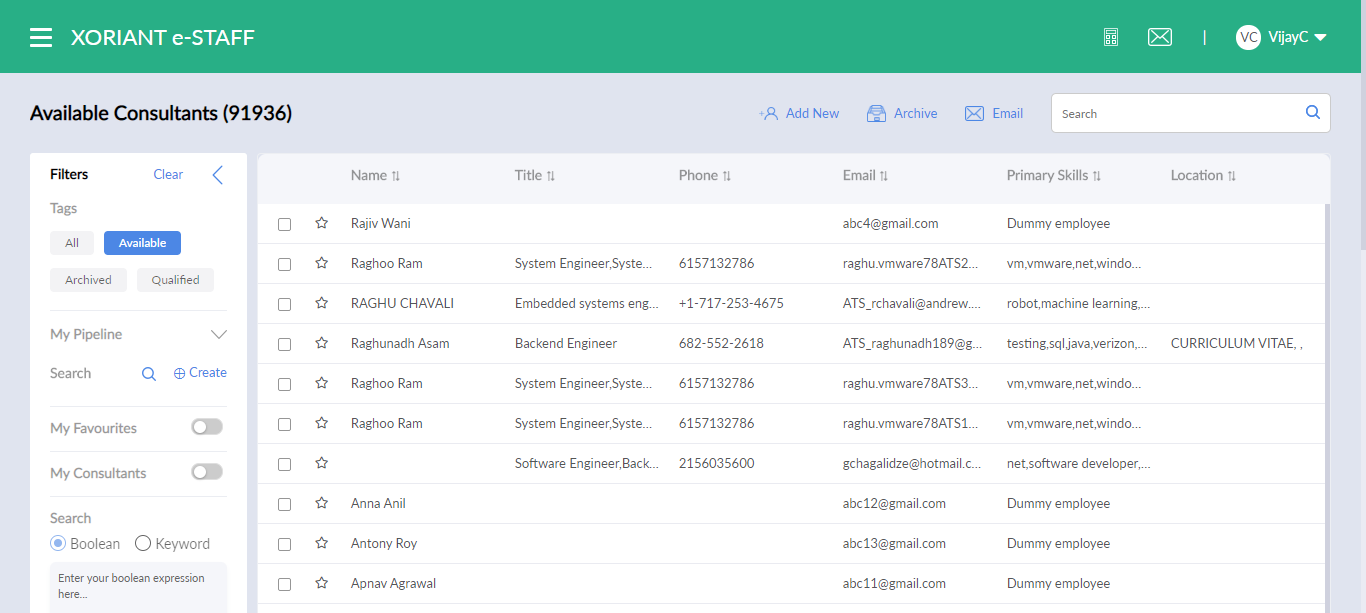 XORIANT e-STAFF
VC VijayC
Available Consultants (91936)
Add New Archive Email Search
Filters Clear
Tags
All Available
Archived Qualified
My Pipeline
Search Create
My Favourites
My Consultants
Search
Boolean Keyword
Enter your boolean expression
here...
Name Title Phone Email Primary Skills Location
Rajiv Wani abc4@gmail.com Dummy employee
Raghoo Ram System Engineer,Syste... 6157132786 raghu.vmware78ATS2... vm,vmware,net,windo...
RAGHU CHAVALI Embedded systems eng... +1-717-253-4675 ATS_rchavali@andrew.... robot,machine learning,...
Raghunadh Asam Backend Engineer 682-552-2618 ATS_raghunadh189@g... testing,sql,java,verizon,... CURRICULUM VITAE, ,
Raghoo Ram System Engineer,Syste... 6157132786 raghu.vmware78ATS3... vm,vmware,net,windo...
Raghoo Ram System Engineer,Syste... 6157132786 raghu.vmware78ATS1... vm,vmware,net,windo...
Software Engineer,Back... 2156035600 gchagalidze@hotmail.c... net,software developer,...
Anna Anil abc12@gmail.com Dummy employee
Antony Roy abc13@gmail.com Dummy employee
Apnav Agrawal abc11@gmail.com Dummy employee